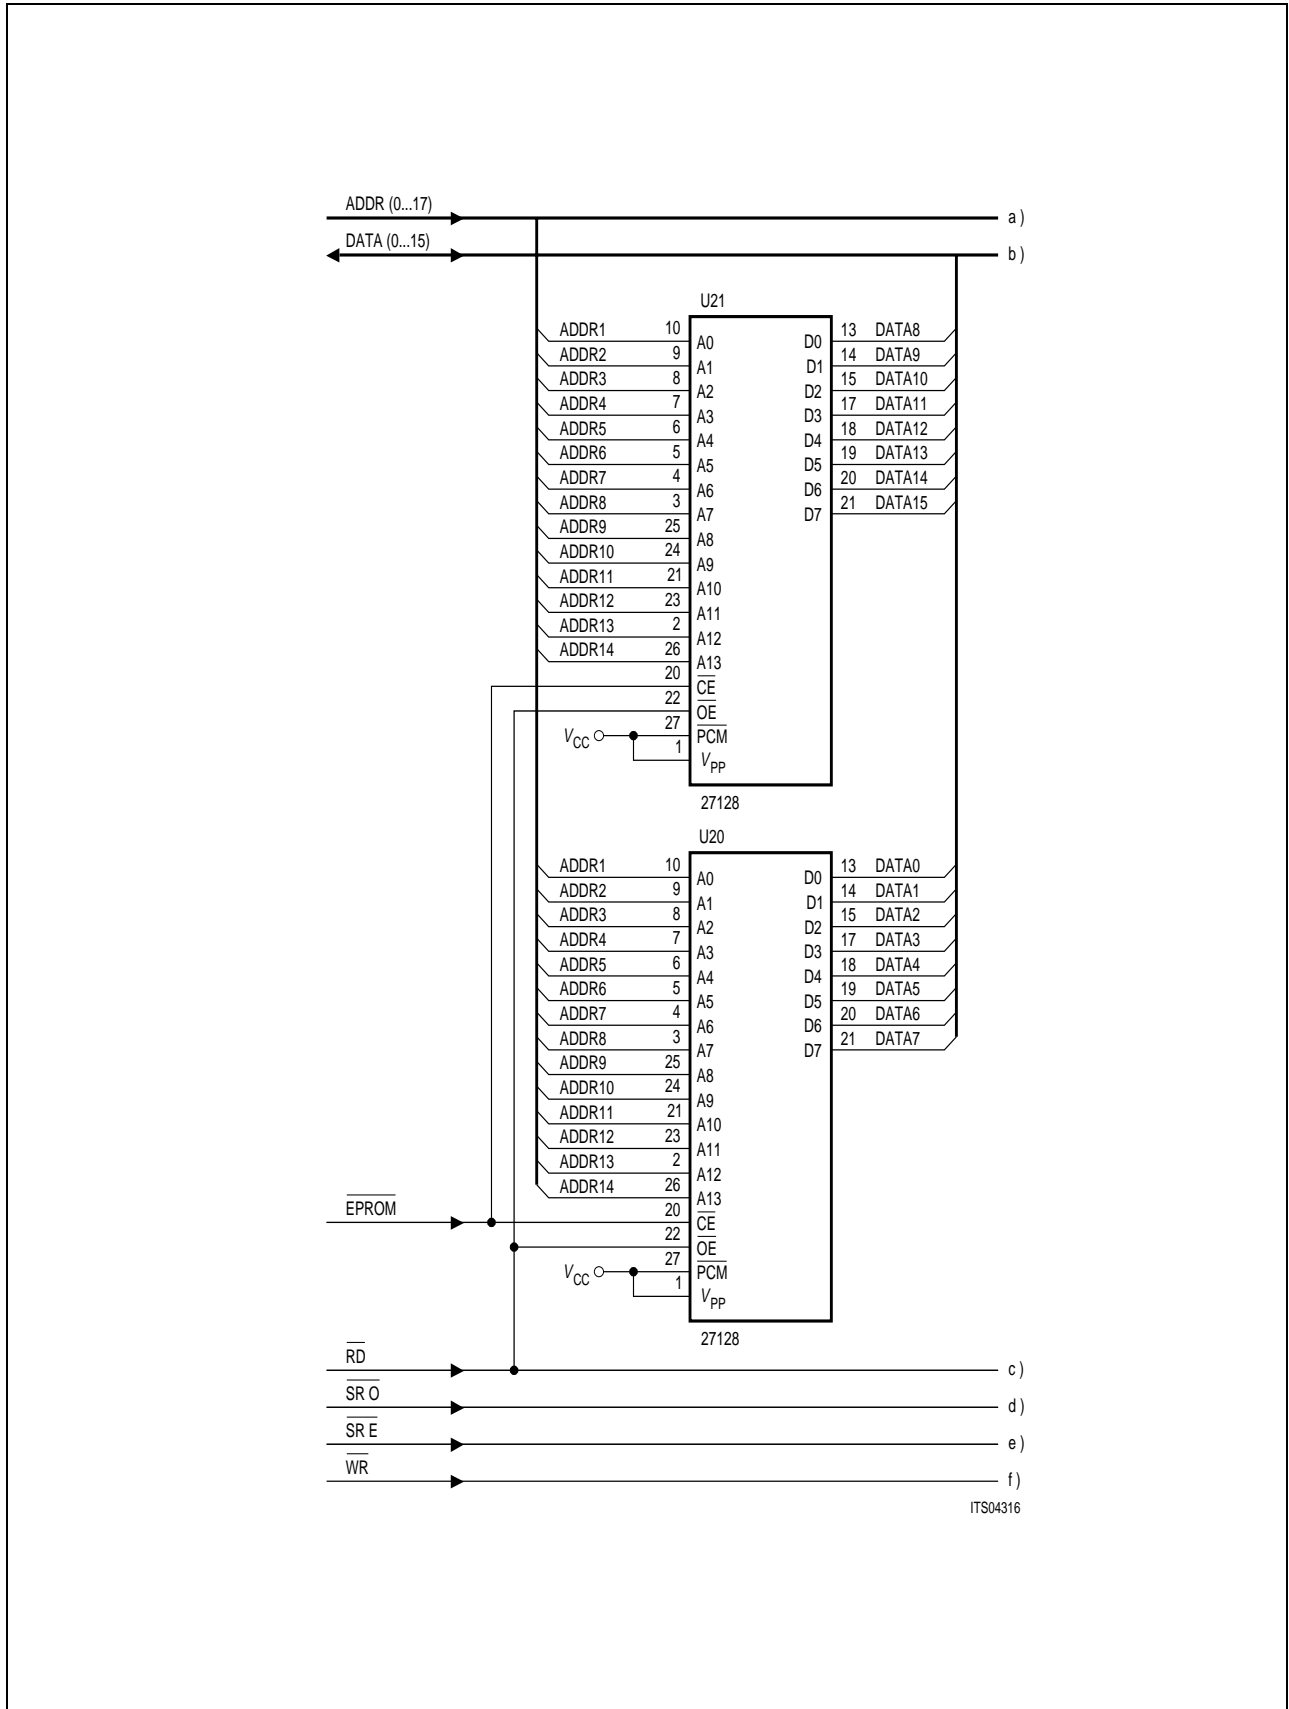 ADDR (0...17)
a )
DATA (0...15)
b )
U21
ADDR1 10 A0 D0 13 DATA8
ADDR2 9 A1 D1 14 DATA9
ADDR3 8 A2 D2 15 DATA10
ADDR4 7 A3 D3 17 DATA11
ADDR5 6 A4 D4 18 DATA12
ADDR6 5 A5 D5 19 DATA13
ADDR7 4 A6 D6 20 DATA14
ADDR8 3 A7 D7 21 DATA15
ADDR9 25 A8
ADDR10 24 A9
ADDR11 21 A10
ADDR12 23 A11
ADDR13 2 A12
ADDR14 26 A13
20 CE
22 OE
VCC 27 PCM
1 VPP
27128
U20
ADDR1 10 A0 D0 13 DATA0
ADDR2 9 A1 D1 14 DATA1
ADDR3 8 A2 D2 15 DATA2
ADDR4 7 A3 D3 17 DATA3
ADDR5 6 A4 D4 18 DATA4
ADDR6 5 A5 D5 19 DATA5
ADDR7 4 A6 D6 20 DATA6
ADDR8 3 A7 D7 21 DATA7
ADDR9 25 A8
ADDR10 24 A9
ADDR11 21 A10
ADDR12 23 A11
ADDR13 2 A12
ADDR14 26 A13
EPROM 20 CE
22 OE
VCC 27 PCM
1 VPP
27128
RD
c )
SR O
d )
SR E
e )
WR
f )
ITS04316